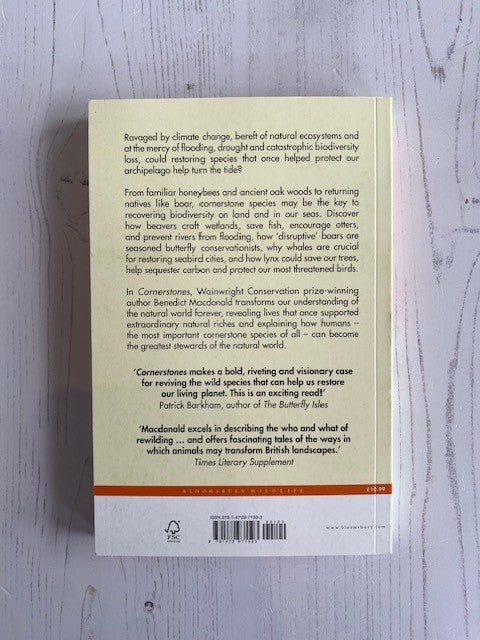 Ravaged by climate change, bereft of natural ecosystems and
at the mercy of flooding, drought and catastrophic biodiversity
loss, could restoring species that once helped protect our
archipelago help turn the tide?
From familiar honeybees and ancient oak woods to returning
natives like boar, cornerstone species may be the key to
recovering biodiversity on land and in our seas. Discover
how beavers craft wetlands, save fish, encourage otters,
and prevent rivers from flooding, how 'disruptive' boars are
seasoned butterfly conservationists, why whales are crucial
for restoring seabird cities, and how lynx could save our trees,
help sequester carbon and protect our most threatened birds.
In Cornerstones, Wainwright Conservation prize-winning
author Benedict Macdonald transforms our understanding of
the natural world forever, revealing lives that once supported
extraordinary natural riches and explaining how humans –
the most important cornerstone species of all – can become
the greatest stewards of the natural world.
'Cornerstones makes a bold, riveting and visionary case
for reviving the wild species that can help us restore
our living planet. This is an exciting read!'
Patrick Barkham, author of The Butterfly Isles
'Macdonald excels in describing the who and what of
rewilding ... and offers fascinating tales of the ways in
which animals may transform British landscapes.'
Times Literary Supplement
BLOOMSBURY WILDLIFE
£10.99
FSC
www.bloomsbury.com